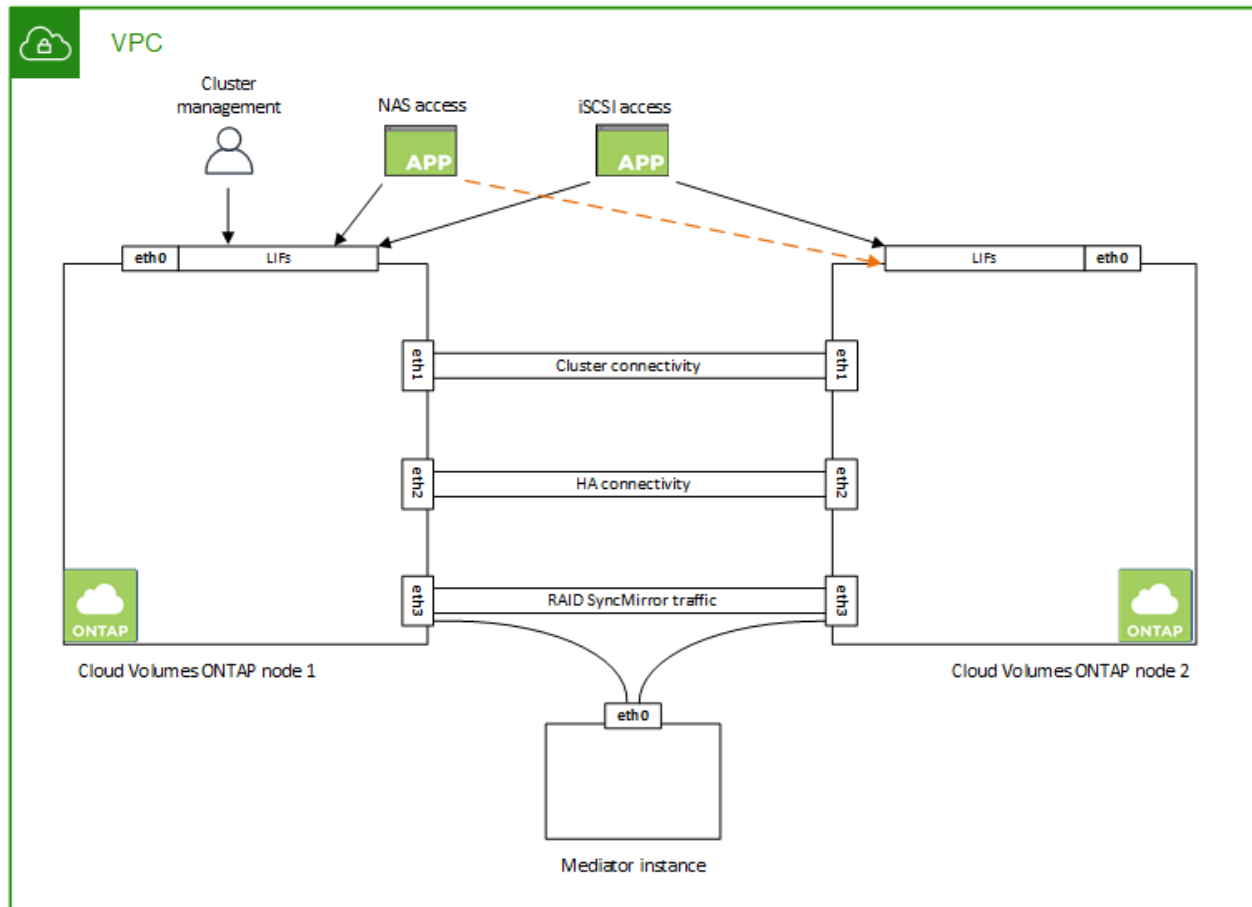 VPC
Cluster
management
NAS access
iSCSI access
APP
APP
eth0
LIFs
LIFs
eth0
eth1
Cluster connectivity
eth1
eth2
HA connectivity
eth2
eth3
RAID SyncMirror traffic
eth3
ONTAP
ONTAP
Cloud Volumes ONTAP node 1
Cloud Volumes ONTAP node 2
eth0
Mediator instance